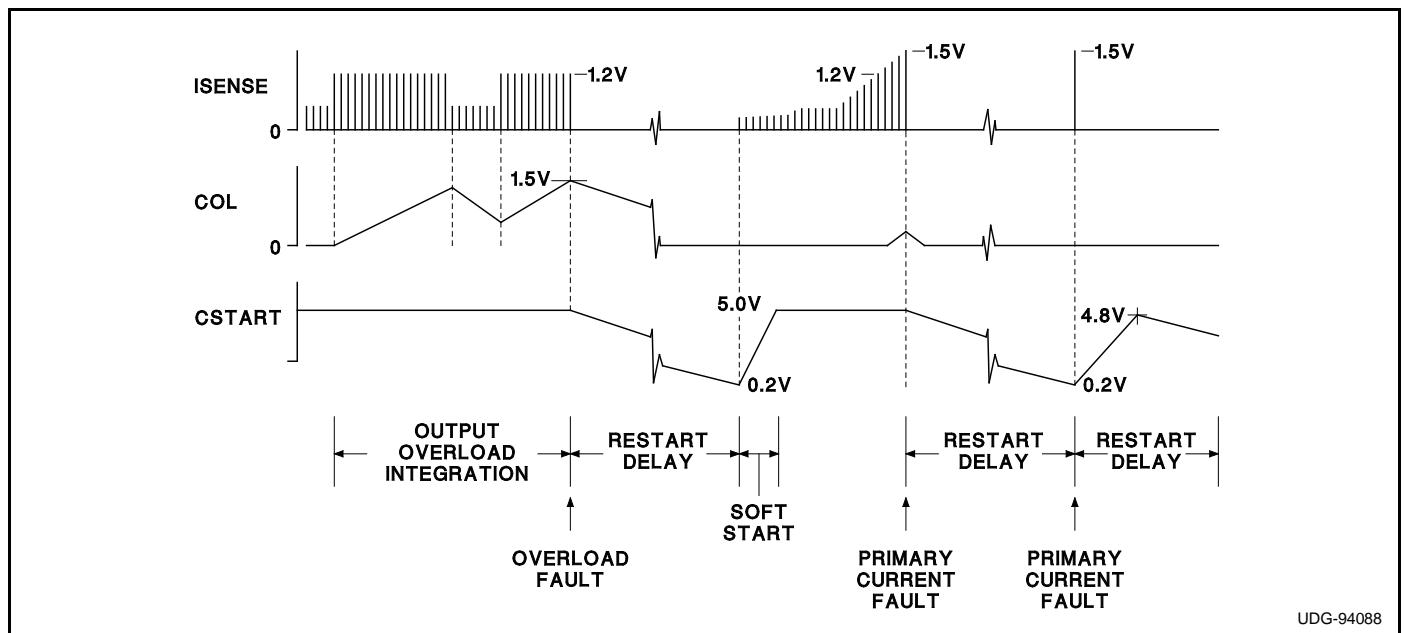 ISENSE
0
1.2V
1.2V
1.5V
1.5V
COL
0
1.5V
CSTART
5.0V
0.2V
4.8V
0.2V
OUTPUT
OVERLOAD
INTEGRATION
RESTART
DELAY
SOFT
START
RESTART
DELAY
RESTART
DELAY
OVERLOAD
FAULT
PRIMARY
CURRENT
FAULT
PRIMARY
CURRENT
FAULT
UDG-94088